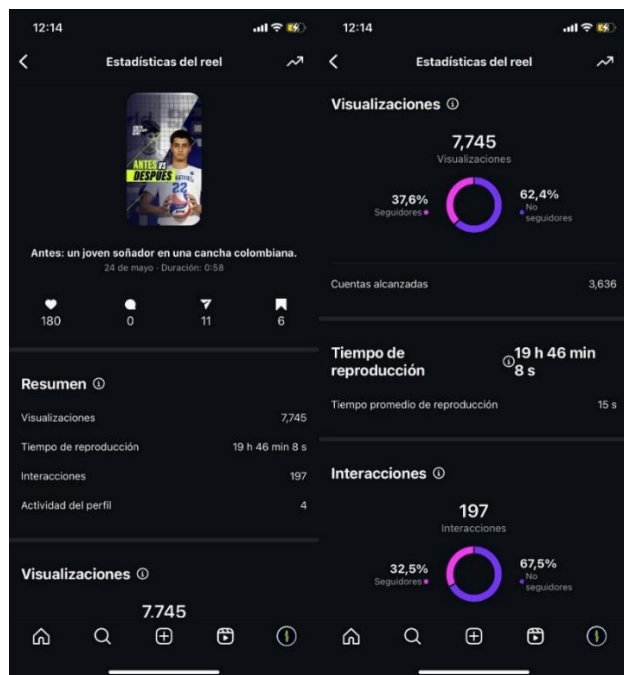 12:14
Estadísticas del reel
ANTES VS
DESPUÉS
22
Antes: un joven soñador en una cancha colombiana.
24 de mayo · Duración: 0:58
180 0 11 6
Resumen
Visualizaciones 7,745
Tiempo de reproducción 19 h 46 min 8 s
Interacciones 197
Actividad del perfil 4
Visualizaciones
7,745
12:14
Estadísticas del reel
Visualizaciones
7,745
Visualizaciones
37,6%
Seguidores
62,4%
No
seguidores
Cuentas alcanzadas 3,636
Tiempo de
reproducción
19 h 46 min
8 s
Tiempo promedio de reproducción 15 s
Interacciones
197
Interacciones
32,5%
Seguidores
67,5%
No
seguidores